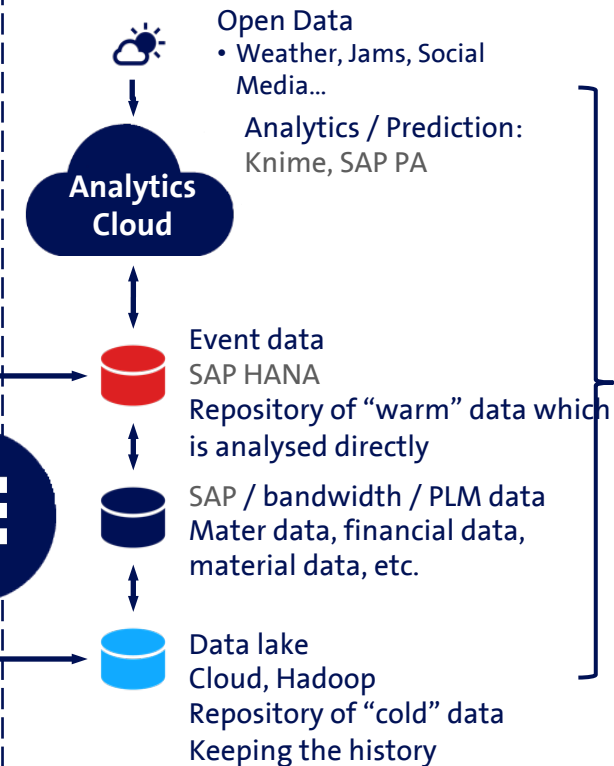 Open Data
• Weather, Jams, Social
Media...
Analytics / Prediction:
Knime, SAP PA
Analytics
Cloud
Event data
SAP HANA
Repository of “warm” data which
is analysed directly
SAP / bandwidth / PLM data
Mater data, financial data,
material data, etc.
Data lake
Cloud, Hadoop
Repository of “cold” data
Keeping the history